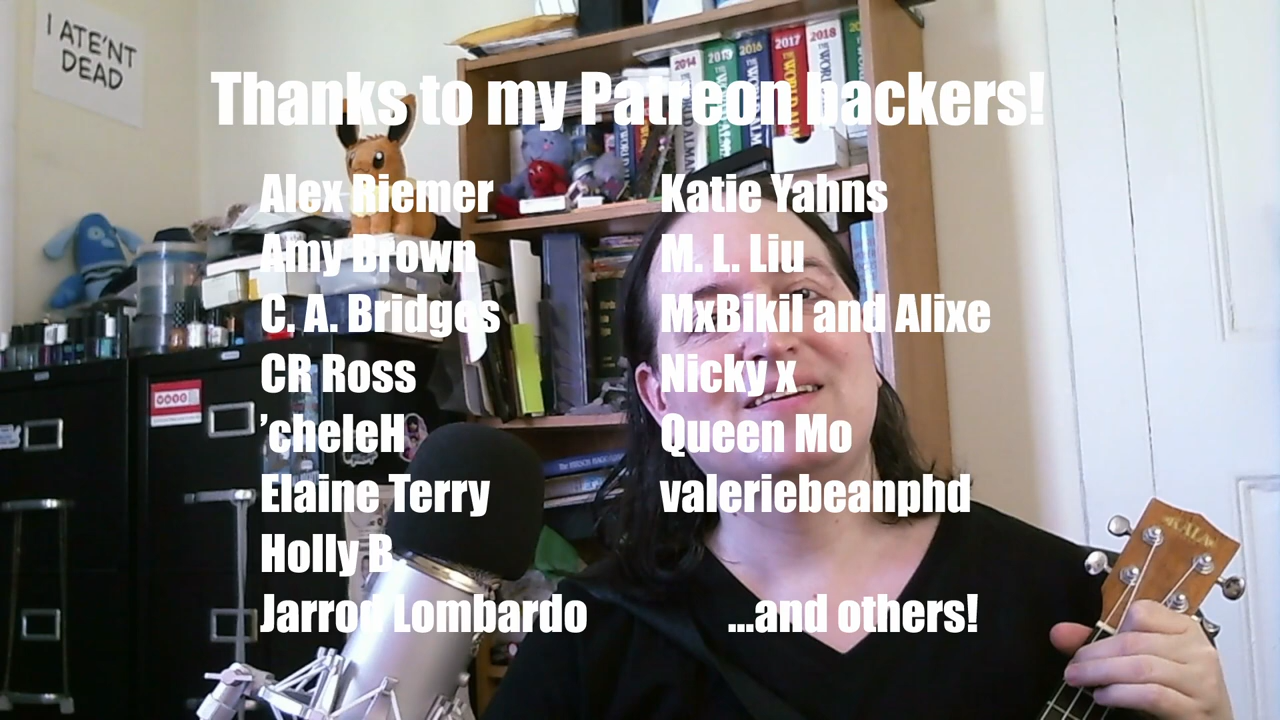 I ATE'NT
DEAD
Thanks to my Patreon backers!
Alex Riemer
Amy Brown
C. A. Bridges
CR Ross
'cheleH
Elaine Terry
Holly B.
Jarrod Lombardo
Katie Yahns
M. L. Liu
MxBikil and Alixe
Nicky x
Queen Mo
valeriebeanphd
...and others!
2014
2016
2017
2018
KALA